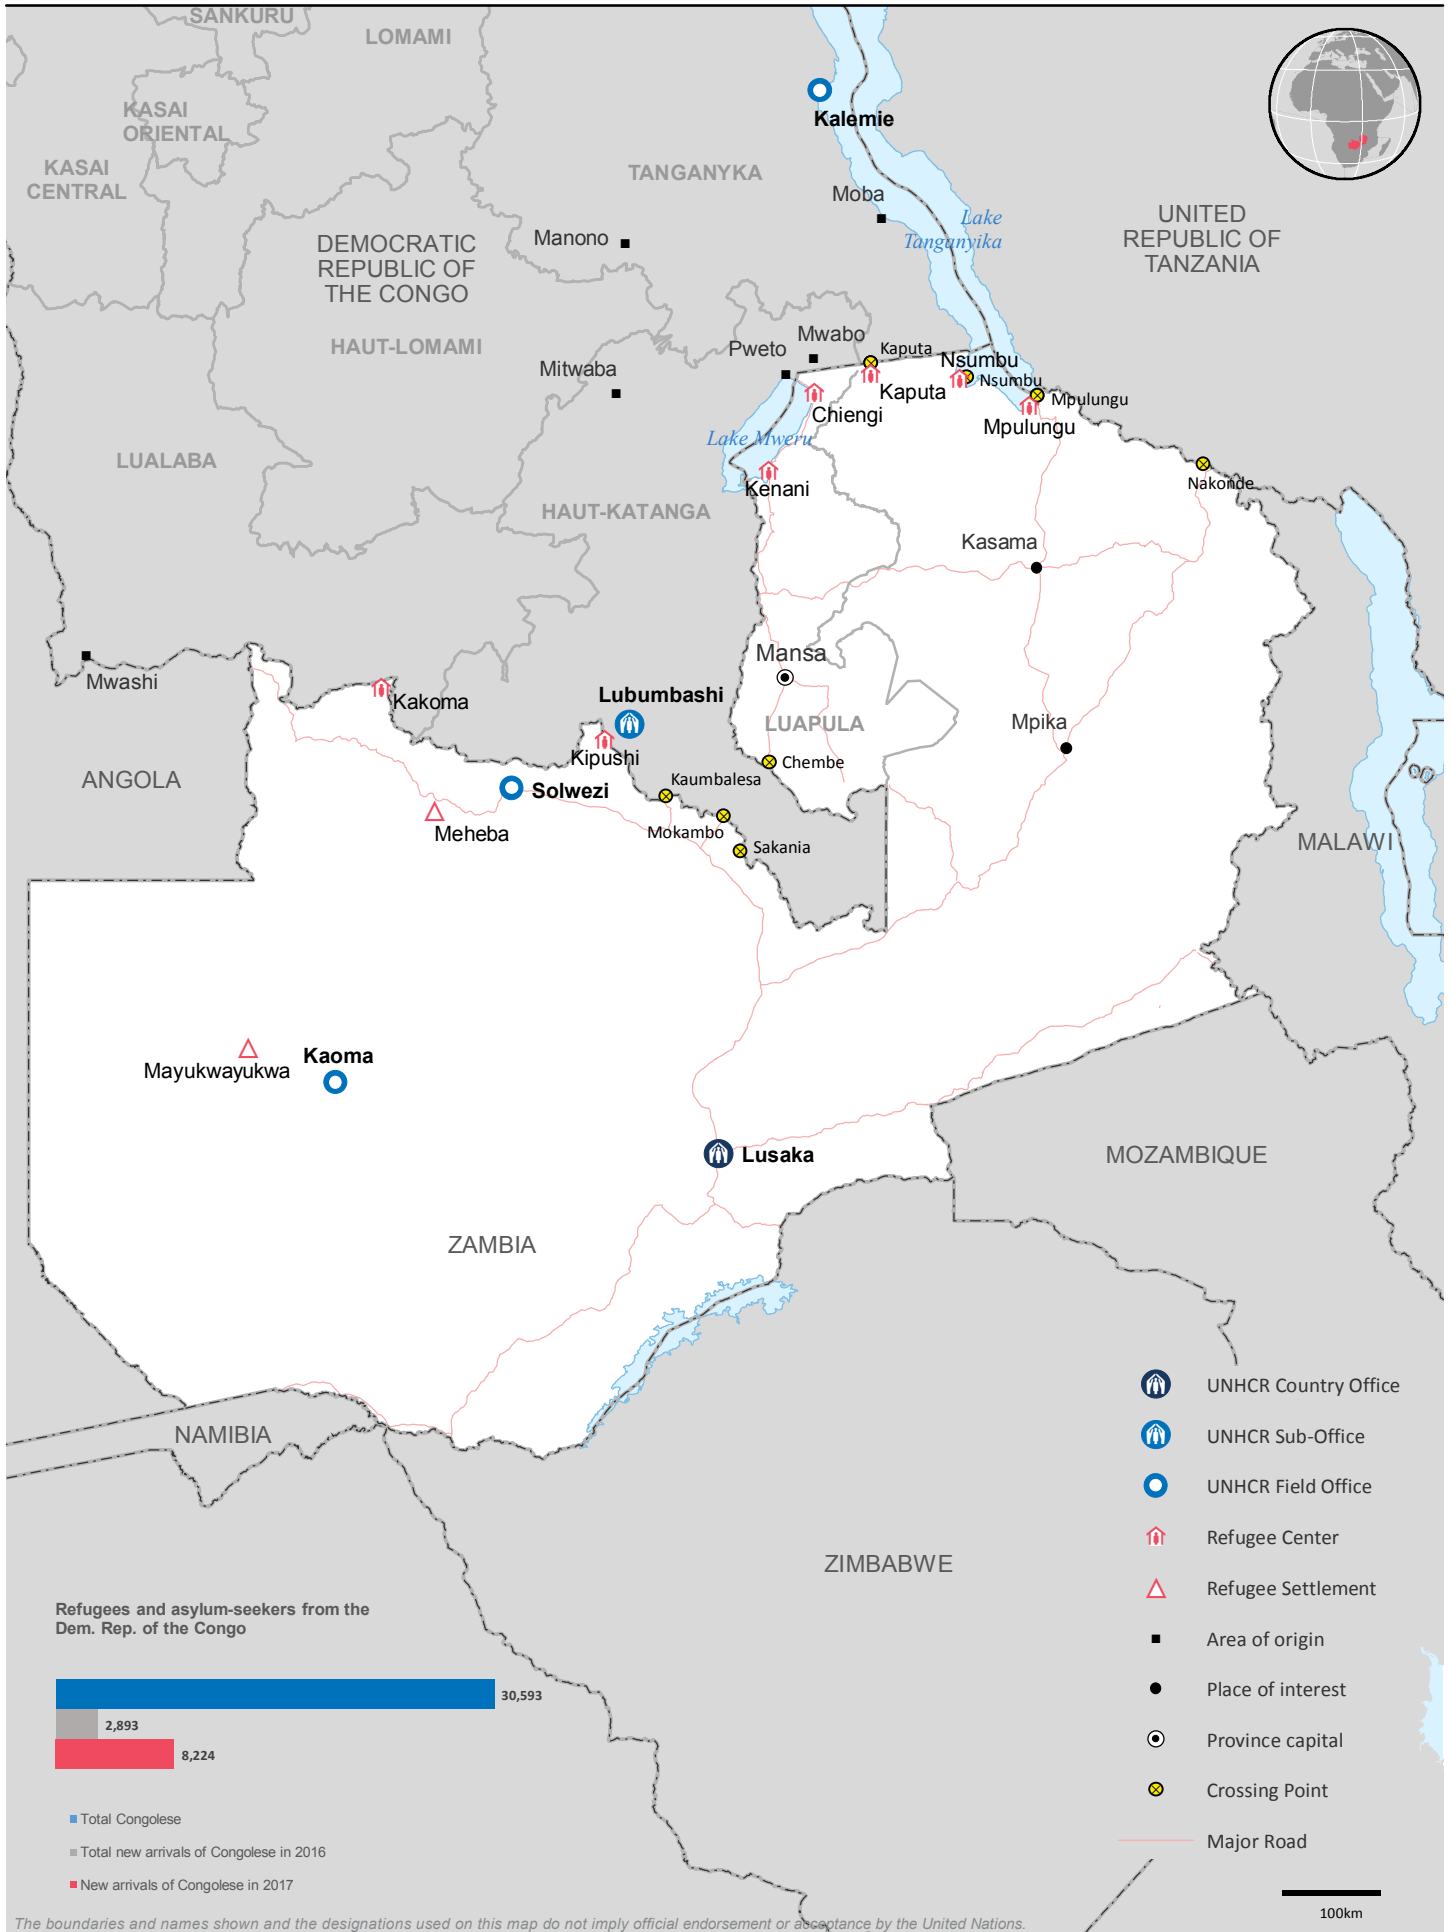 SANKURU
LOMAMI
KASAI
ORIENTAL
KASAI
CENTRAL
Kalemie
TANGANYKA
Moba
Lake
Tanganyika
UNITED
REPUBLIC OF
TANZANIA
Manono
DEMOCRATIC
REPUBLIC OF
THE CONGO
HAUT-LOMAMI
Mwabo
Pweto
Kaputa
Nsumbu
Mitwaba
Kaputa
Nsumbu
Mpulungu
Chiengi
Mpulungu
Lake Mweru
LUALABA
Nakonde
Kenani
HAUT-KATANGA
Kasama
Mansa
Mwashi
Kakoma
Lubumbashi
LUAPULA
Mpika
Kipushi
Chembe
ANGOLA
Kaumbalesa
Solwezi
Meheba
Mokambo
Sakania
MALAWI
Kaoma
Mayukwayukwa
Lusaka
MOZAMBIQUE
ZAMBIA
NAMIBIA
ZIMBABWE
UNHCR Country Office
UNHCR Sub-Office
UNHCR Field Office
Refugee Center
Refugee Settlement
Area of origin
Place of interest
Province capital
Crossing Point
Major Road
100km
Refugees and asylum-seekers from the
Dem. Rep. of the Congo
30,593
2,893
8,224
Total Congolese
Total new arrivals of Congolese in 2016
New arrivals of Congolese in 2017
The boundaries and names shown and the designations used on this map do not imply official endorsement or acceptance by the United Nations.